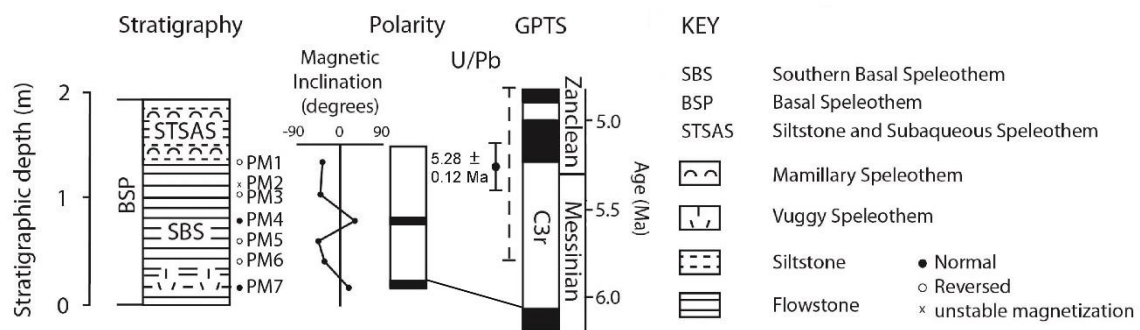 Stratigraphy
Polarity
GPTS
KEY
Magnetic
Inclination
(degrees)
U/Pb
-90 0 90
Stratigraphic depth (m)
2
1
0
BSP
STSAS
SBS
PM1
PM2
PM3
PM4
PM5
PM6
PM7
5.28 ±
0.12 Ma
C3r
Zanclean
Messinian
5.0
5.5
6.0
Age (Ma)
SBS Southern Basal Speleothem
BSP Basal Speleothem
STSAS Siltstone and Subaqueous Speleothem
Mamillary Speleothem
Vuggy Speleothem
Siltstone
Flowstone
Normal
Reversed
x unstable magnetization